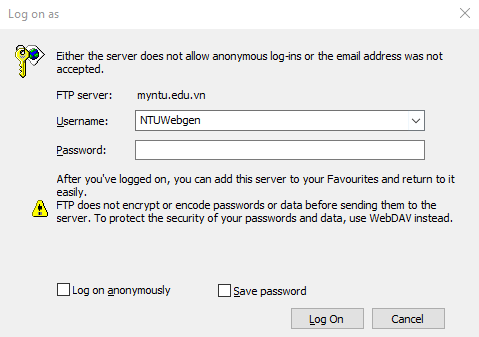 Log on as
Either the server does not allow anonymous log-ins or the email address was not
accepted.
FTP server: myntu.edu.vn
Username: NTUWebgen
Password:
After you've logged on, you can add this server to your Favourites and return to it
easily.
FTP does not encrypt or encode passwords or data before sending them to the
server. To protect the security of your passwords and data, use WebDAV instead.
Log on anonymously Save password
Log On Cancel